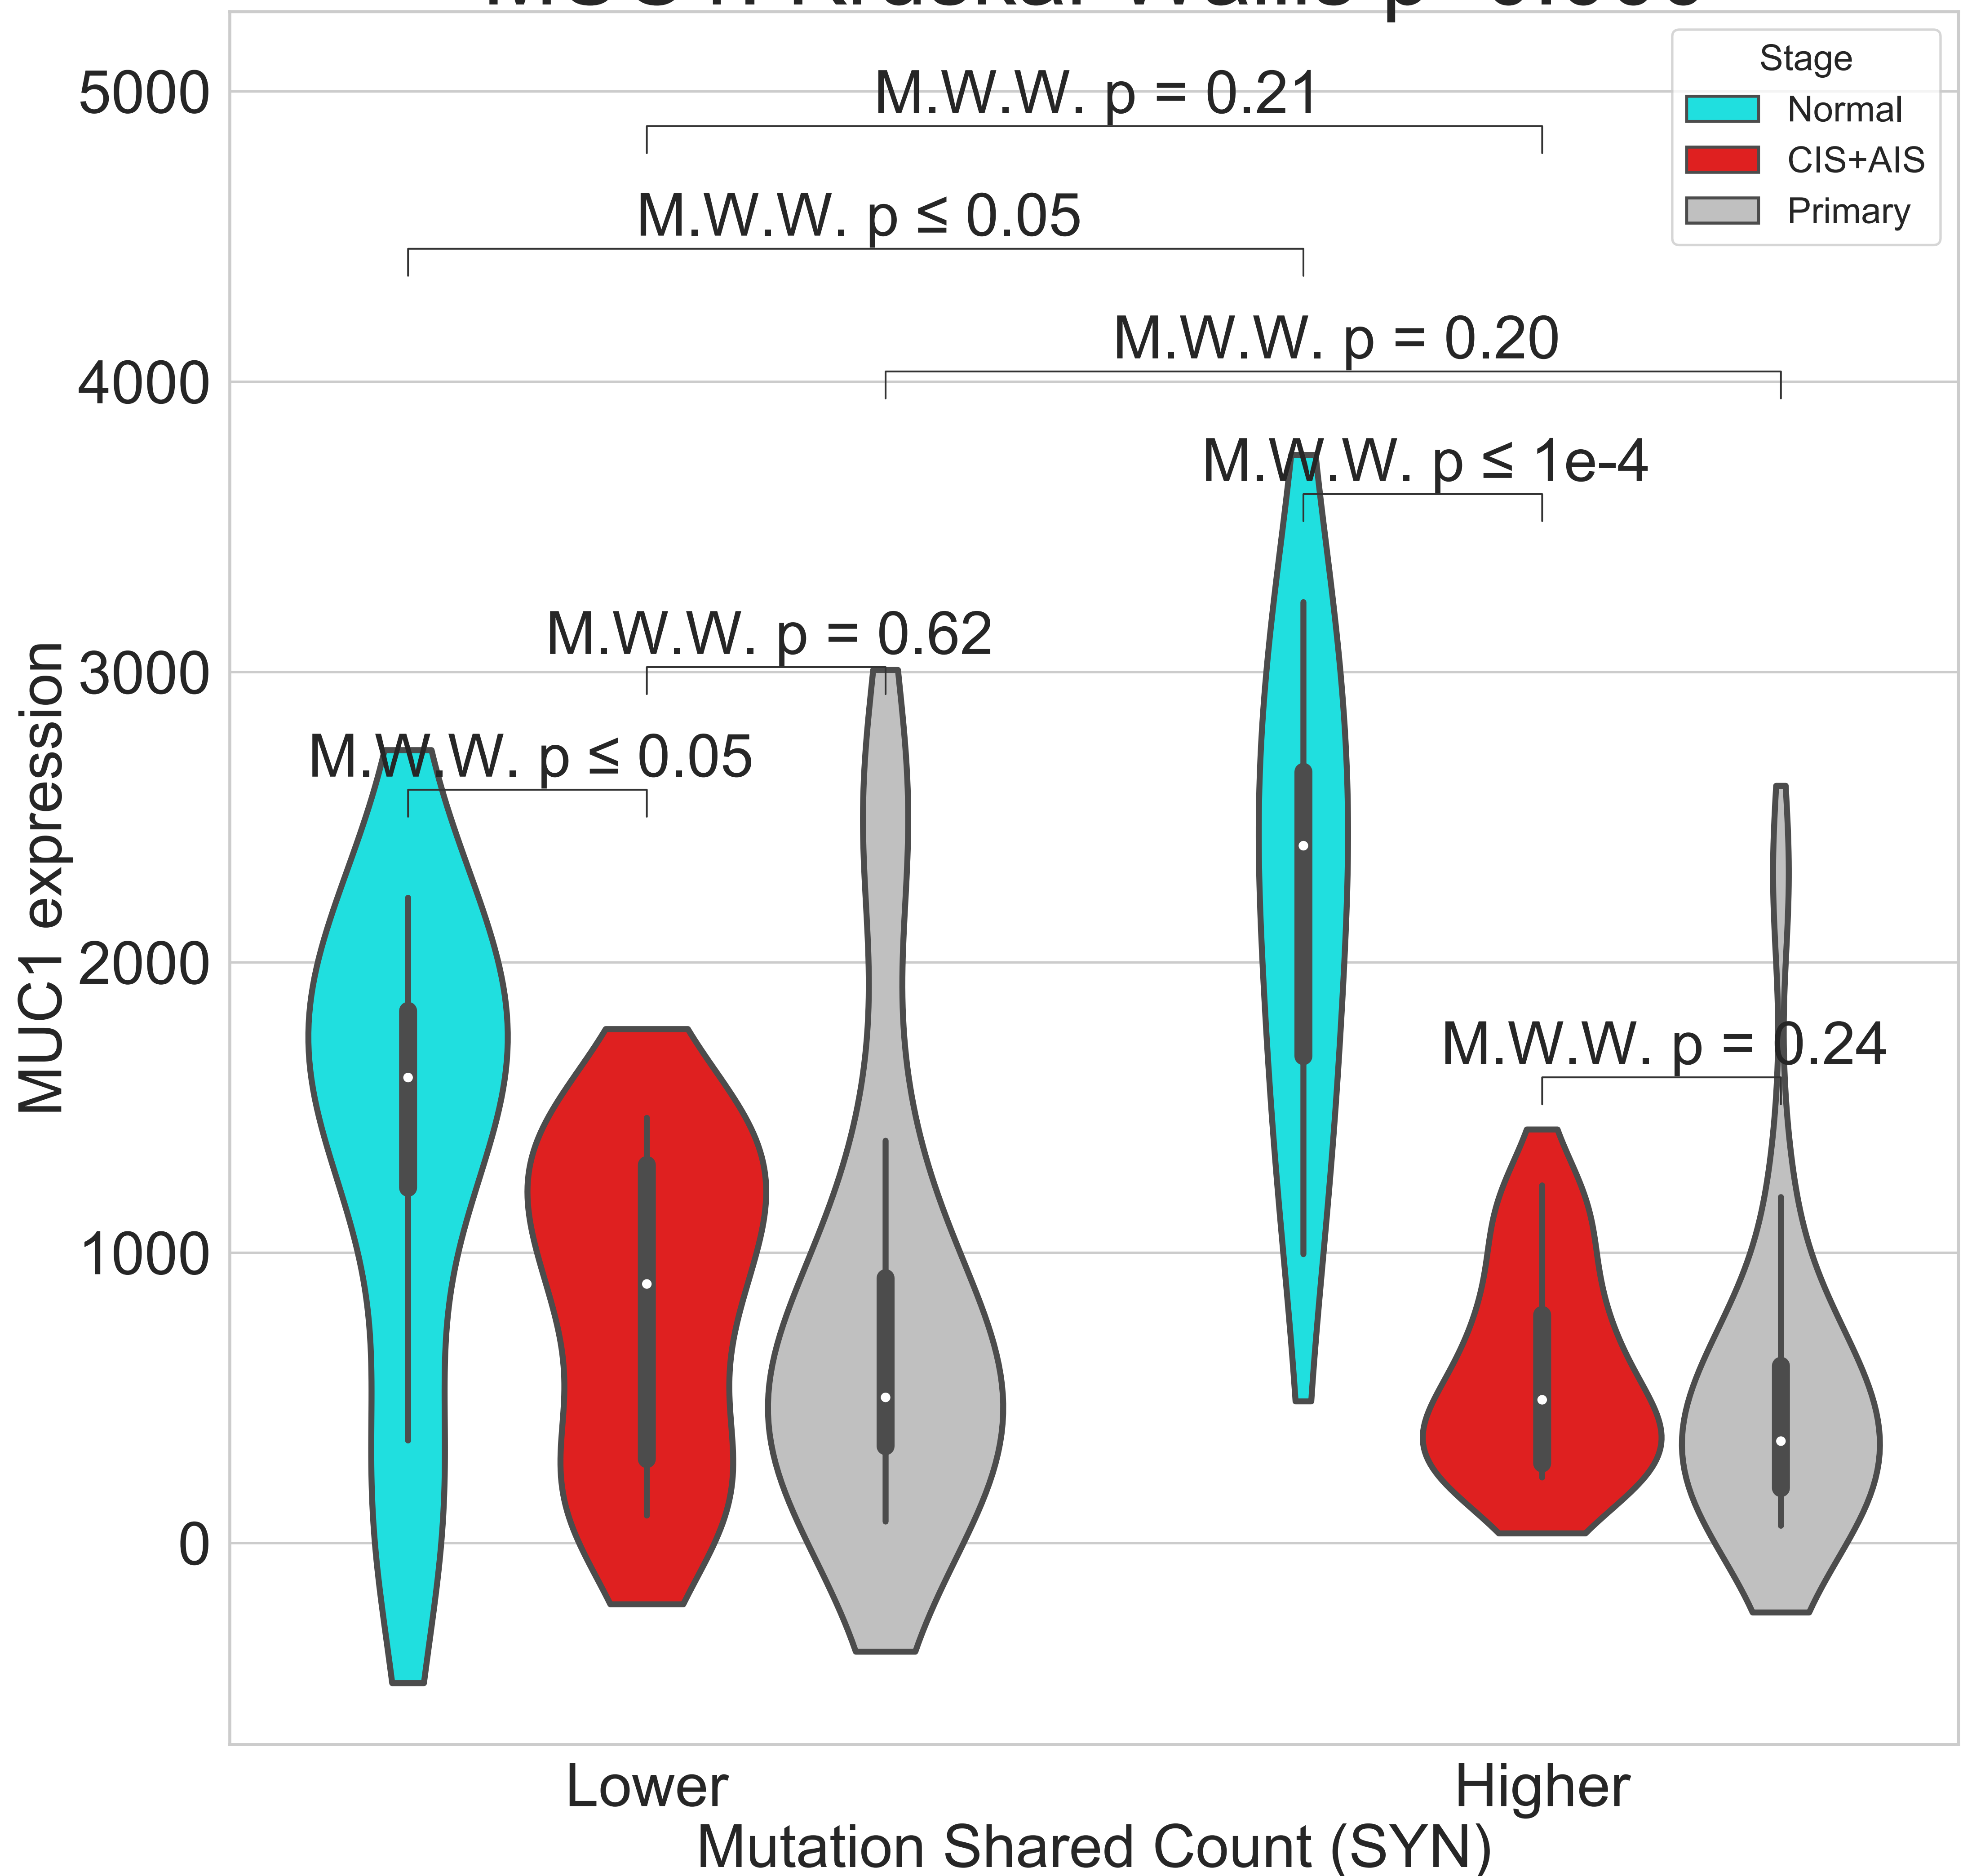 5000
4000
3000
2000
1000
0
MUC1 expression
Stage
Normal
CIS+AIS
Primary
M.W.W. p = 0.21
M.W.W. p ≤ 0.05
M.W.W. p = 0.20
M.W.W. p ≤ 1e-4
M.W.W. p = 0.62
M.W.W. p ≤ 0.05
M.W.W. p = 0.24
Lower
Higher
Mutation Shared Count (SYN)